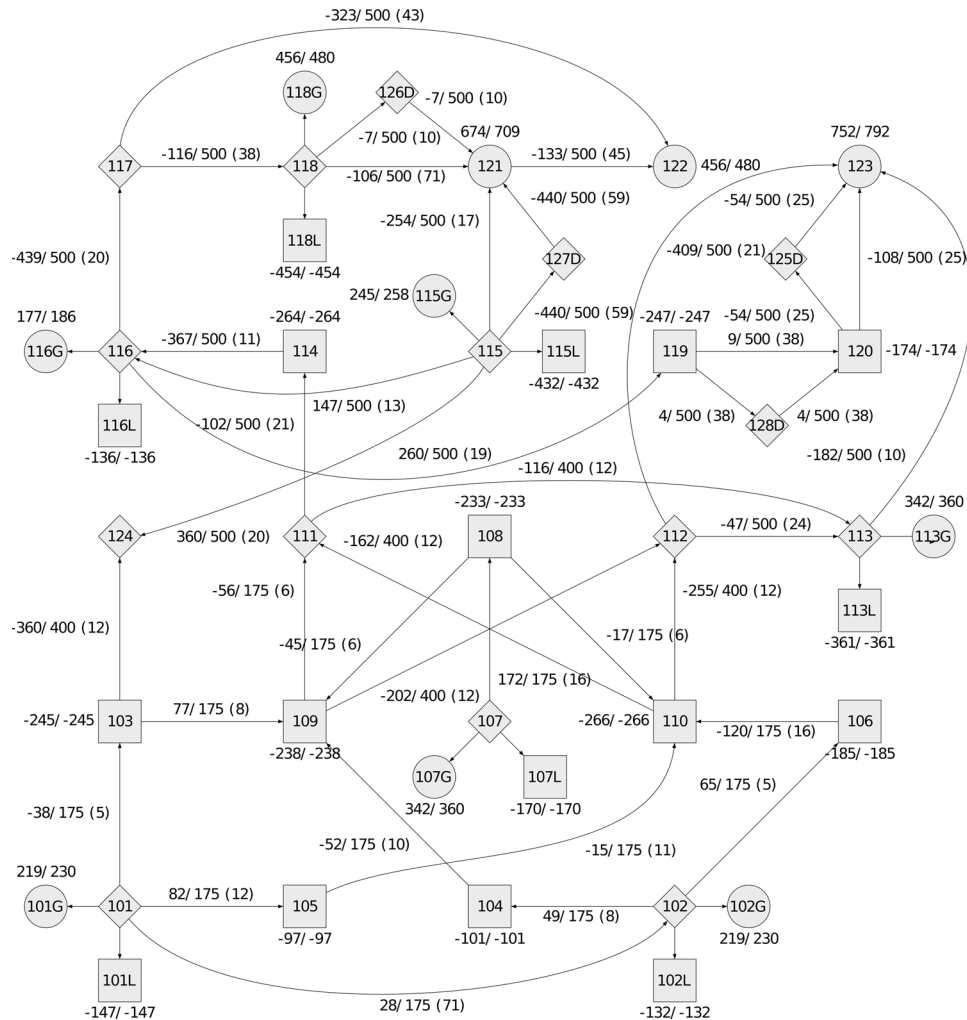 -323/ 500 (43)
456/ 480
118G
126D
-7/ 500 (10)
-7/ 500 (10)
674/ 709
752/ 792
117
-116/ 500 (38)
118
-106/ 500 (71)
121
-133/ 500 (45)
122
456/ 480
123
-440/ 500 (59)
-54/ 500 (25)
-254/ 500 (17)
118L
-454/ -454
-439/ 500 (20)
127D
-409/ 500 (21)
125D
-108/ 500 (25)
245/ 258
115G
177/ 186
-264/ -264
-440/ 500 (59)
-247/ -247
-54/ 500 (25)
116G
116
-367/ 500 (11)
114
115
115L
-432/ -432
119
9/ 500 (38)
120
-174/ -174
147/ 500 (13)
116L
-136/ -136
-102/ 500 (21)
4/ 500 (38)
128D
4/ 500 (38)
260/ 500 (19)
-116/ 400 (12)
-182/ 500 (10)
-233/ -233
342/ 360
124
360/ 500 (20)
111
-162/ 400 (12)
108
112
-47/ 500 (24)
113
113G
-56/ 175 (6)
-255/ 400 (12)
113L
-361/ -361
-360/ 400 (12)
-45/ 175 (6)
-17/ 175 (6)
172/ 175 (16)
-202/ 400 (12)
-245/ -245
103
77/ 175 (8)
109
-238/ -238
107
-266/ -266
110
-120/ 175 (16)
106
-185/ -185
107G
342/ 360
107L
-170/ -170
65/ 175 (5)
-38/ 175 (5)
-52/ 175 (10)
-15/ 175 (11)
219/ 230
101G
101
82/ 175 (12)
105
-97/ -97
104
-101/ -101
49/ 175 (8)
102
102G
219/ 230
101L
-147/ -147
28/ 175 (71)
102L
-132/ -132